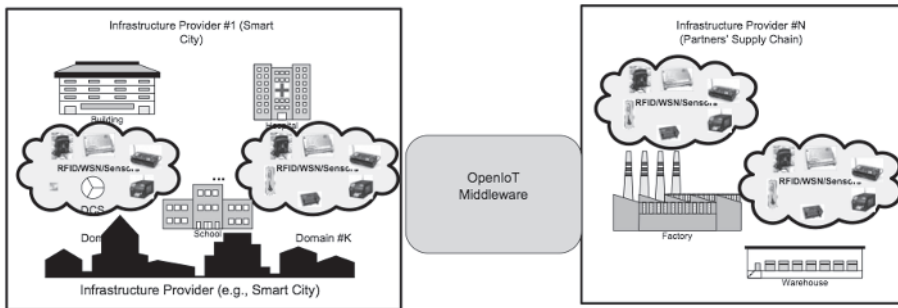 Infrastructure Provider #1 (Smart
City)
Building
Hospital
RFID/WSN/Sensors
RFID/WSN/Sensors
DCS
...
School
Domain #K
Infrastructure Provider (e.g., Smart City)
OpenIoT
Middleware
Infrastructure Provider #N
(Partners' Supply Chain)
RFID/WSN/Sensors
RFID/WSN/Sensors
Factory
Warehouse